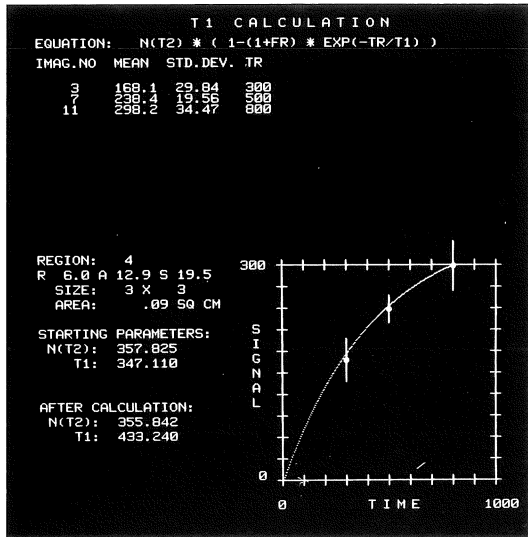 T1 CALCULATION
EQUATION: N(T2) * ( 1-(1+FR) * EXP(-TR/T1) )
IMAG.NO MEAN STD.DEV. TR
3 168.1 29.84 300
7 238.4 19.56 500
11 298.2 34.47 800
REGION: 4
R 6.0 A 12.9 S 19.5
SIZE: 3 X 3
AREA: .09 SQ CM
STARTING PARAMETERS:
N(T2): 357.825
T1: 347.110
AFTER CALCULATION:
N(T2): 355.842
T1: 433.240
300
SIGNAL
0
0 TIME 1000